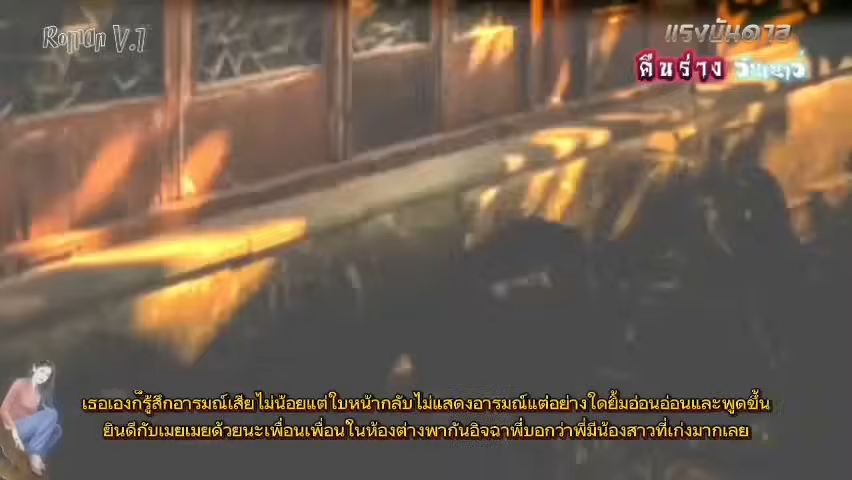 Roman V.1
แรงบันดาล
คืนร่าง วันเยาว์
เธอเองก็รู้สึกอารมณ์เสียไม่น้อยแต่ใบหน้ากลับไม่แสดงอารมณ์แต่อย่างใดยิ้มอ่อนอ่อนและพูดขึ้น
ยินดีกับเมยเมยด้วยนะเพื่อนเพื่อนในห้องต่างพากันอิจฉาพี่บอกว่าพี่มีน้องสาวที่เก่งมากเลย